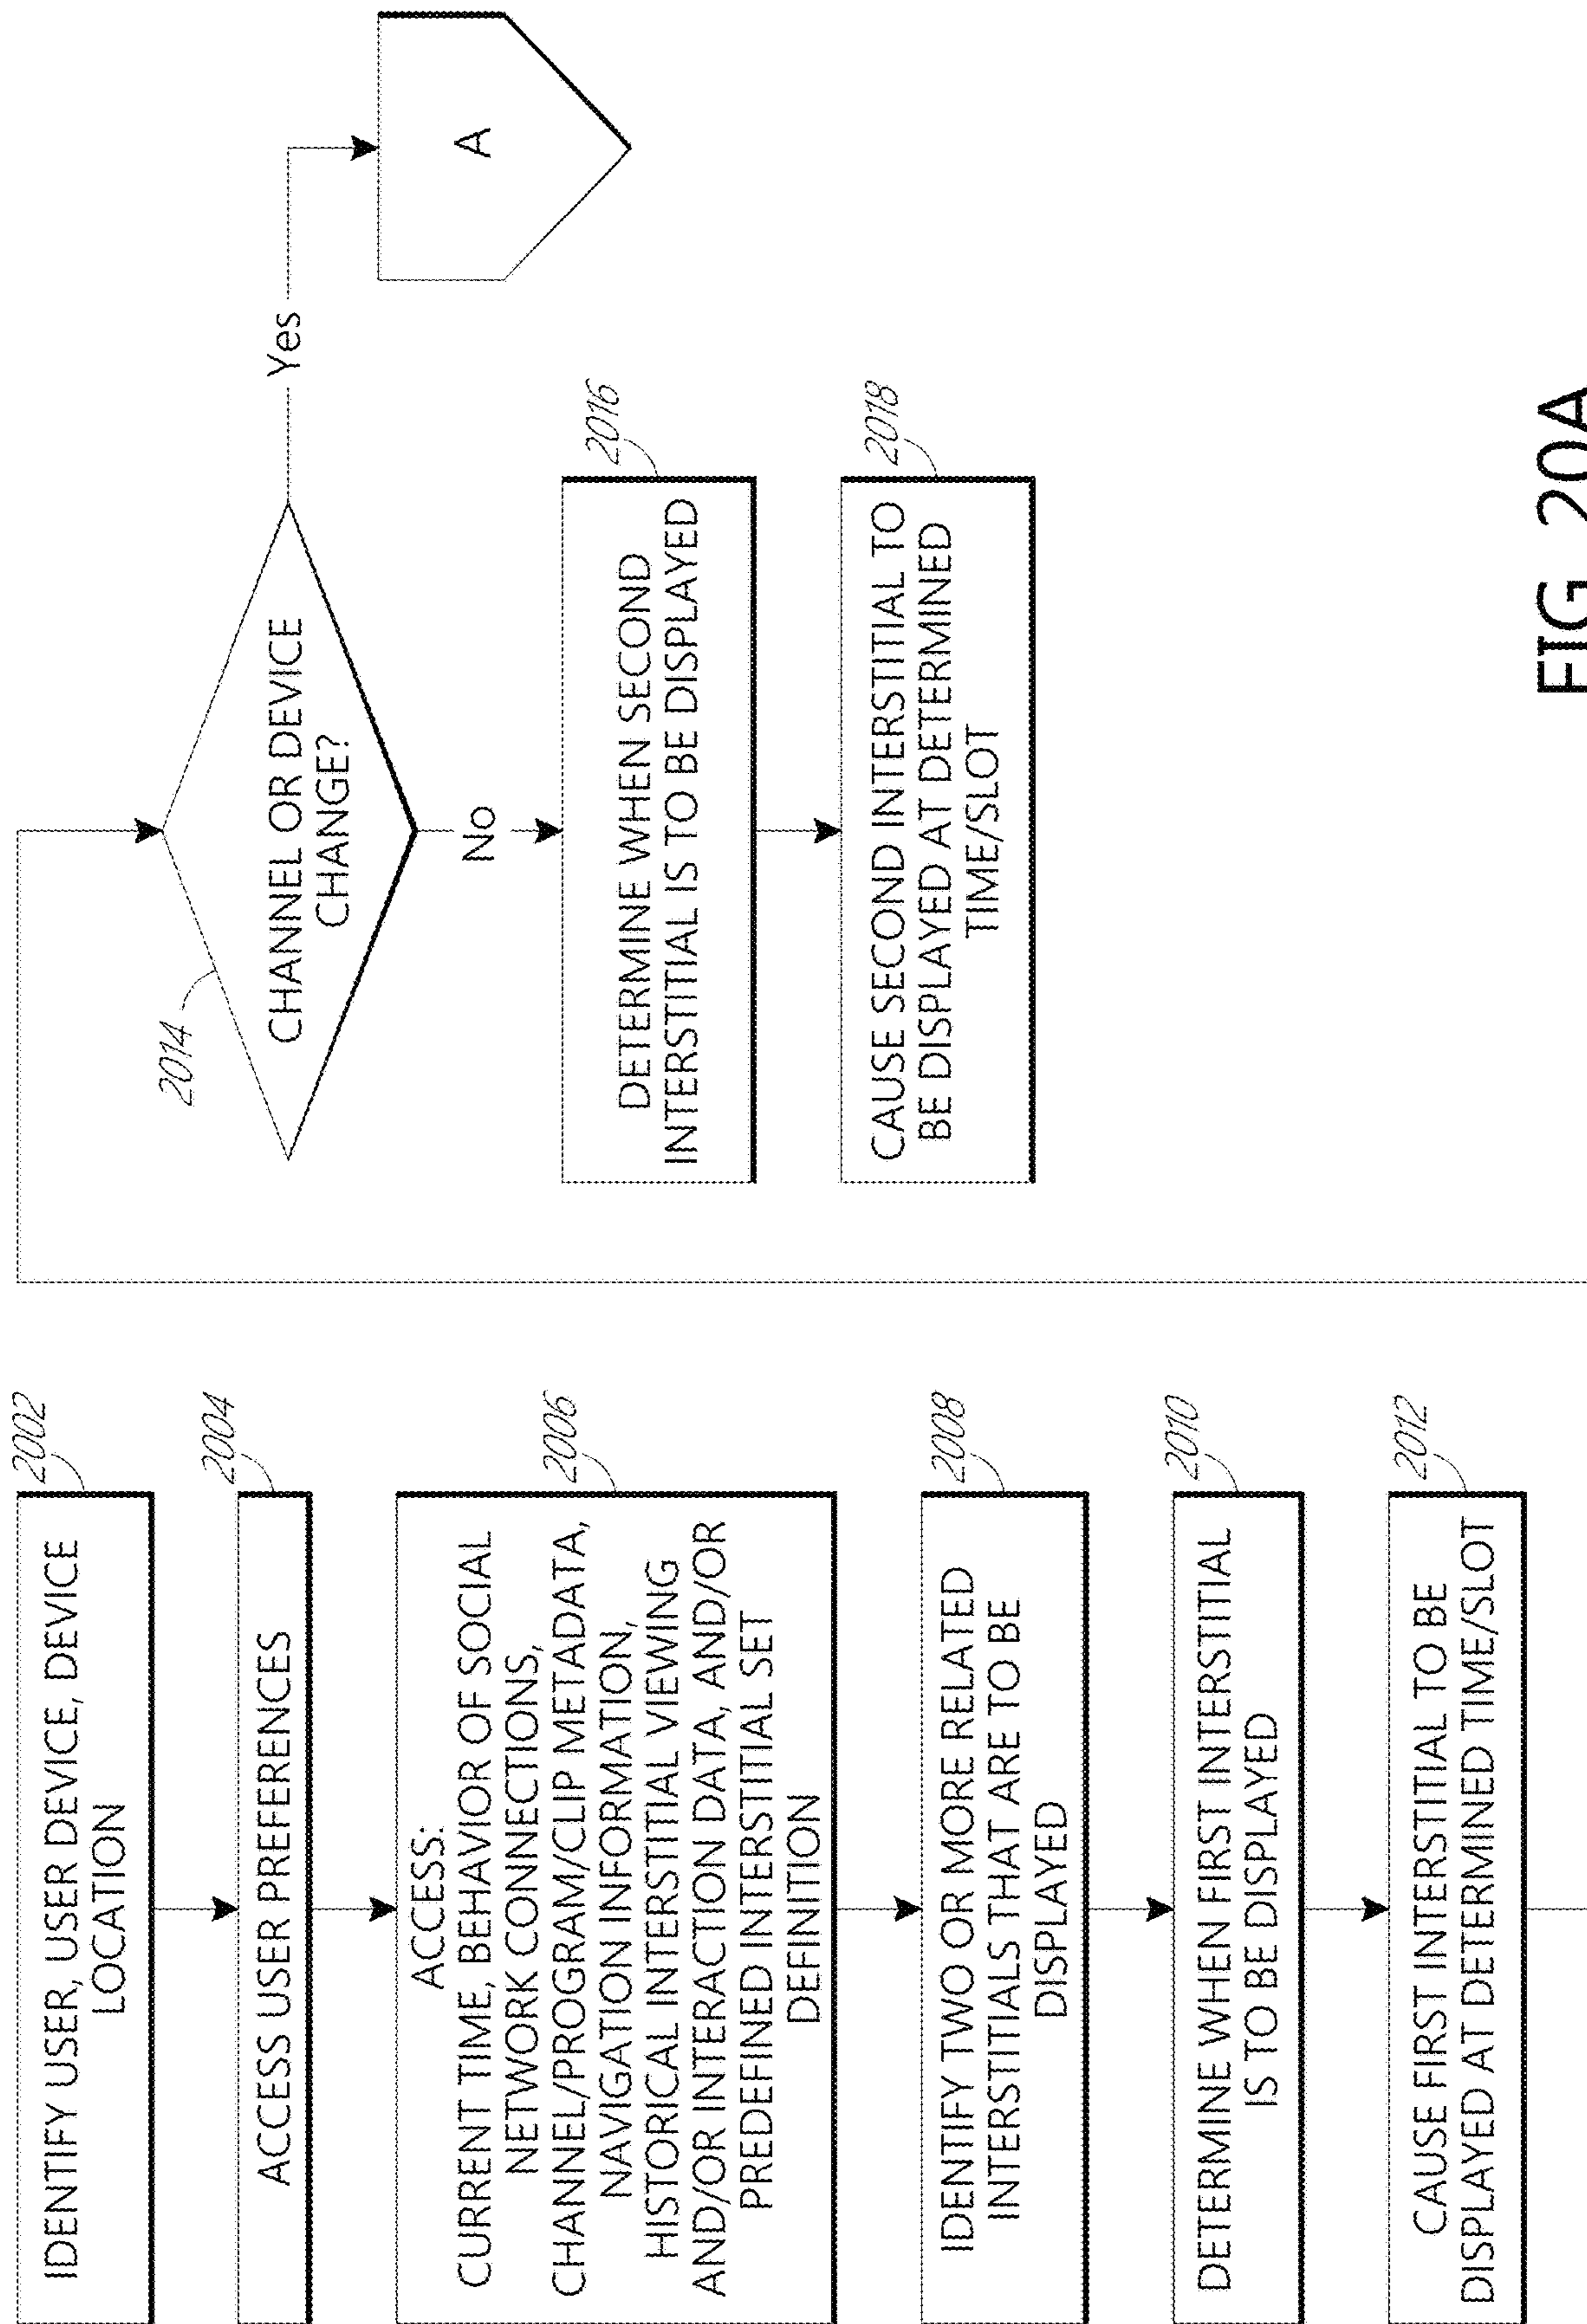 2002
IDENTIFY USER, USER DEVICE, DEVICE
LOCATION
2004
ACCESS USER PREFERENCES
2006
ACCESS:
CURRENT TIME, BEHAVIOR OF SOCIAL
NETWORK CONNECTIONS,
CHANNEL/PROGRAM/CLIP METADATA,
NAVIGATION INFORMATION,
HISTORICAL INTERSTITIAL VIEWING
AND/OR INTERACTION DATA, AND/OR
PREDEFINED INTERSTITIAL SET
DEFINITION
2008
IDENTIFY TWO OR MORE RELATED
INTERSTITIALS THAT ARE TO BE
DISPLAYED
2010
DETERMINE WHEN FIRST INTERSTITIAL
IS TO BE DISPLAYED
2012
CAUSE FIRST INTERSTITIAL TO BE
DISPLAYED AT DETERMINED TIME/SLOT
2014
CHANNEL OR DEVICE
CHANGE?
Yes
A
No
2016
DETERMINE WHEN SECOND
INTERSTITIAL IS TO BE DISPLAYED
2018
CAUSE SECOND INTERSTITIAL TO
BE DISPLAYED AT DETERMINED
TIME/SLOT
FIG. 20A